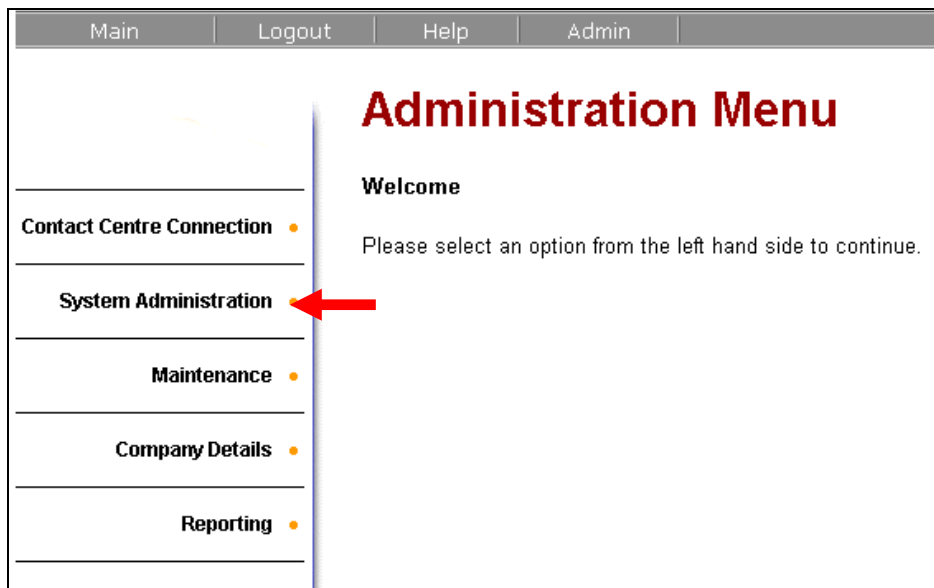 Main Logout Help Admin
Administration Menu
Welcome
Please select an option from the left hand side to continue.
Contact Centre Connection
System Administration
Maintenance
Company Details
Reporting